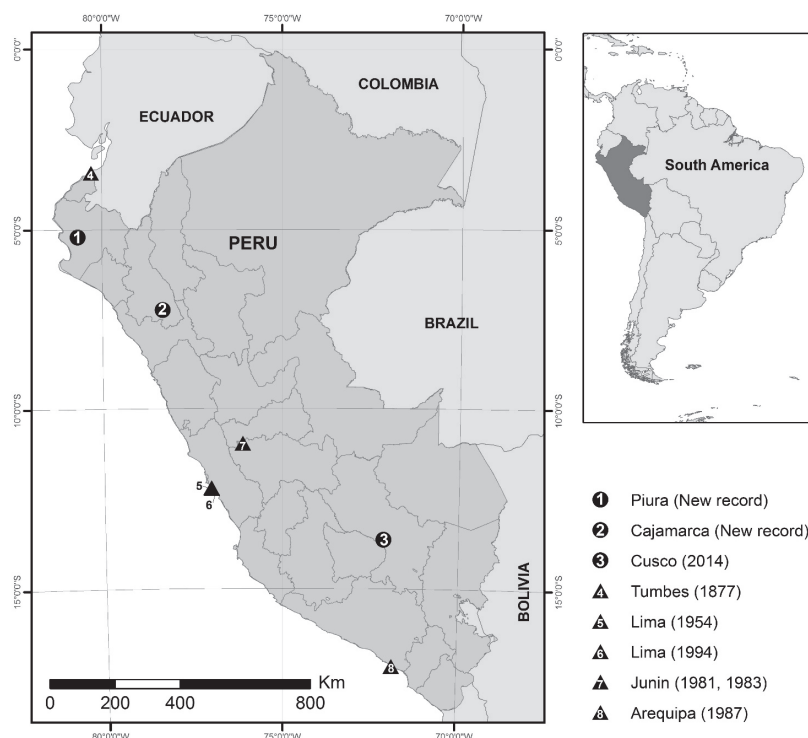 80°0'0"W 75°0'0"W 70°0'0"W
0°0'0" 0°0'0"
COLOMBIA
ECUADOR
South America
4
5°0'0"S 5°0'0"S
1
PERU
2
BRAZIL
10°0'0"S 10°0'0"S
7
5
6
3
15°0'0"S 15°0'0"S
BOLIVIA
8
Km
0 200 400 800
80°0'0"W 75°0'0"W 70°0'0"W
1 Piura (New record)
2 Cajamarca (New record)
3 Cusco (2014)
4 Tumbes (1877)
5 Lima (1954)
6 Lima (1994)
7 Junin (1981, 1983)
8 Arequipa (1987)